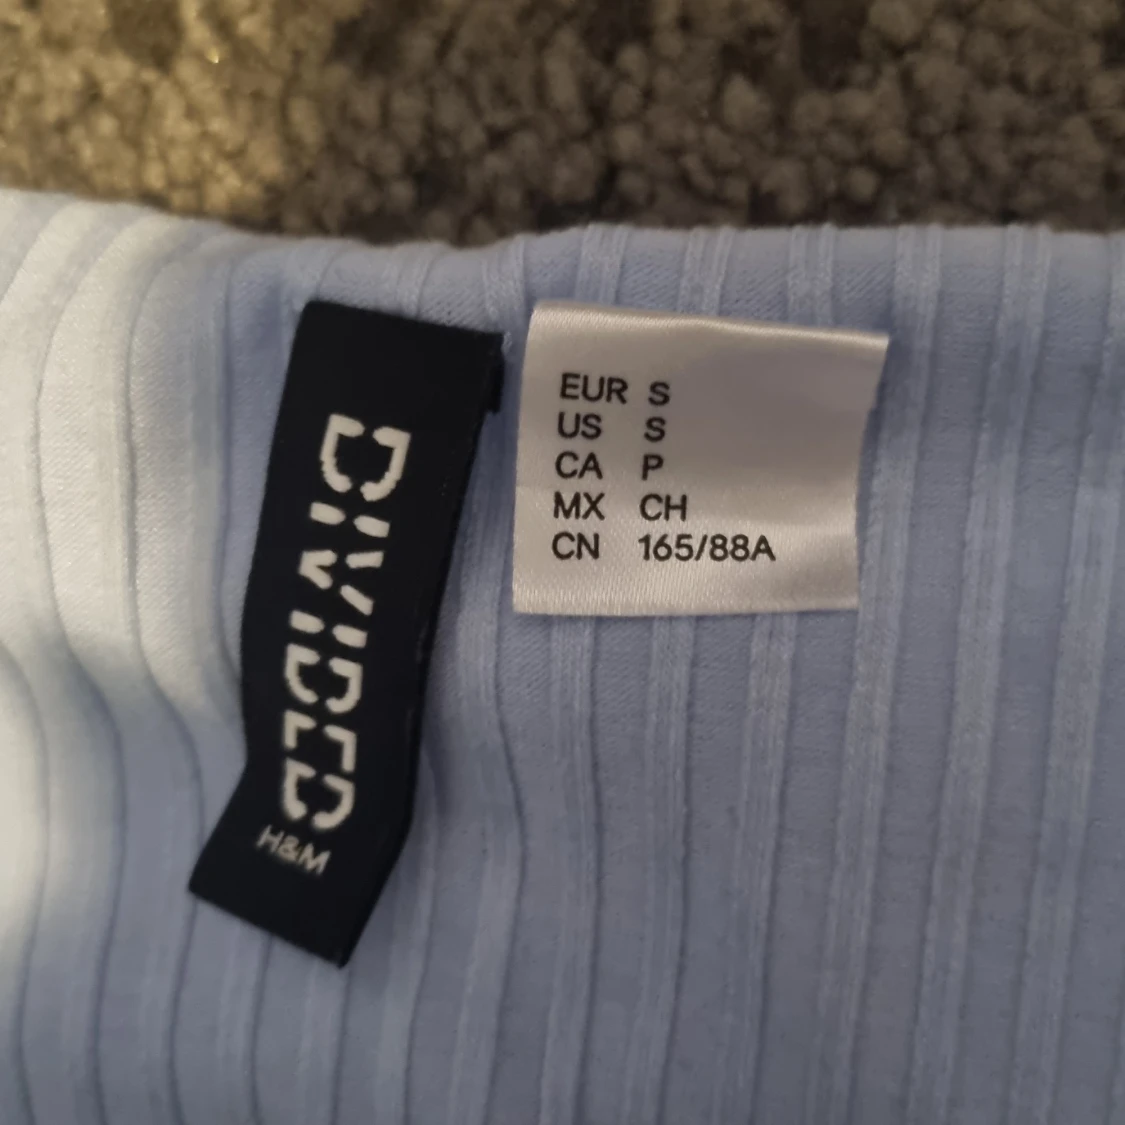 DIVIDED
H&M
EUR S
US S
CA P
MX CH
CN 165/88A